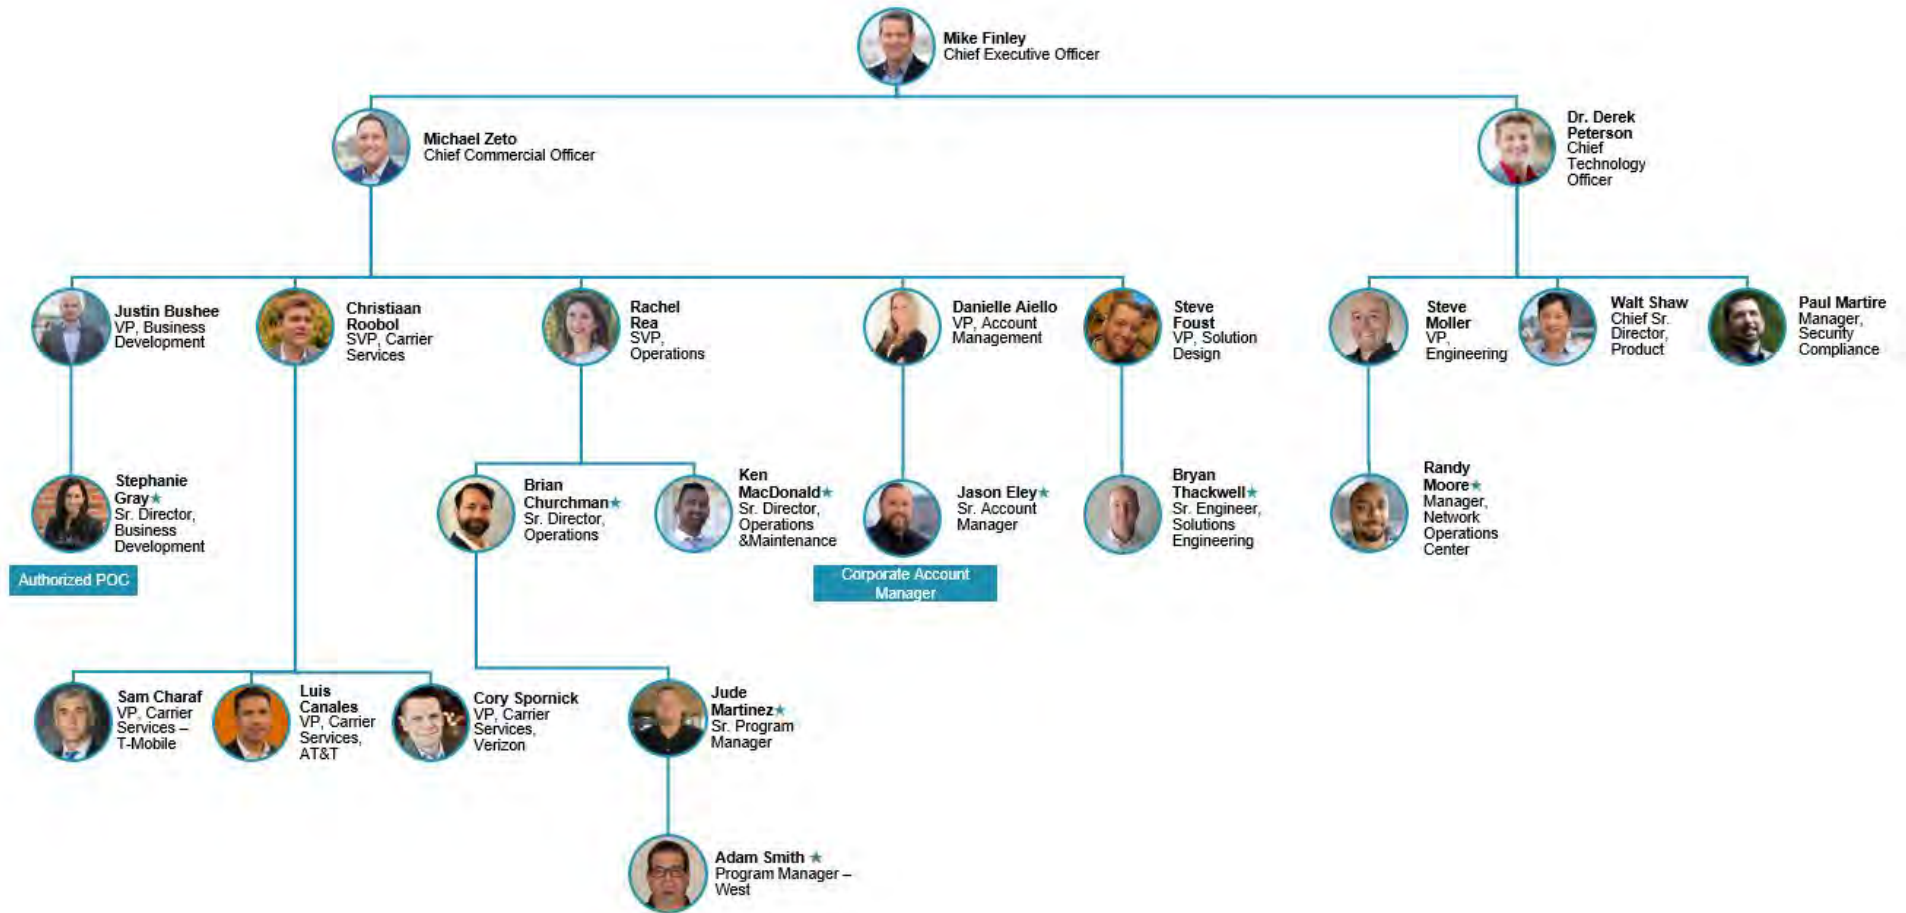 Mike Finley
Chief Executive Officer
Michael Zeto
Chief Commercial Officer
Dr. Derek
Peterson
Chief
Technology
Officer
Justin Bushee
VP, Business
Development
Christiaan
Roobol
SVP, Carrier
Services
Rachel
Rea
SVP,
Operations
Danielle Aiello
VP, Account
Management
Steve
Foust
VP, Solution
Design
Steve
Moller
VP,
Engineering
Walt Shaw
Chief Sr.
Director,
Product
Paul Martire
Manager,
Security
Compliance
Stephanie
Gray★
Sr. Director,
Business
Development
Authorized POC
Brian
Churchman★
Sr. Director,
Operations
Ken
MacDonald★
Sr. Director,
Operations
&Maintenance
Jason Eley★
Sr. Account
Manager
Corporate Account
Manager
Bryan
Thackwell★
Sr. Engineer,
Solutions
Engineering
Randy
Moore★
Manager,
Network
Operations
Center
Sam Charaf
VP, Carrier
Services –
T-Mobile
Luis
Canales
VP, Carrier
Services,
AT&T
Cory Spornick
VP, Carrier
Services,
Verizon
Jude
Martinez★
Sr. Program
Manager
Adam Smith ★
Program Manager –
West